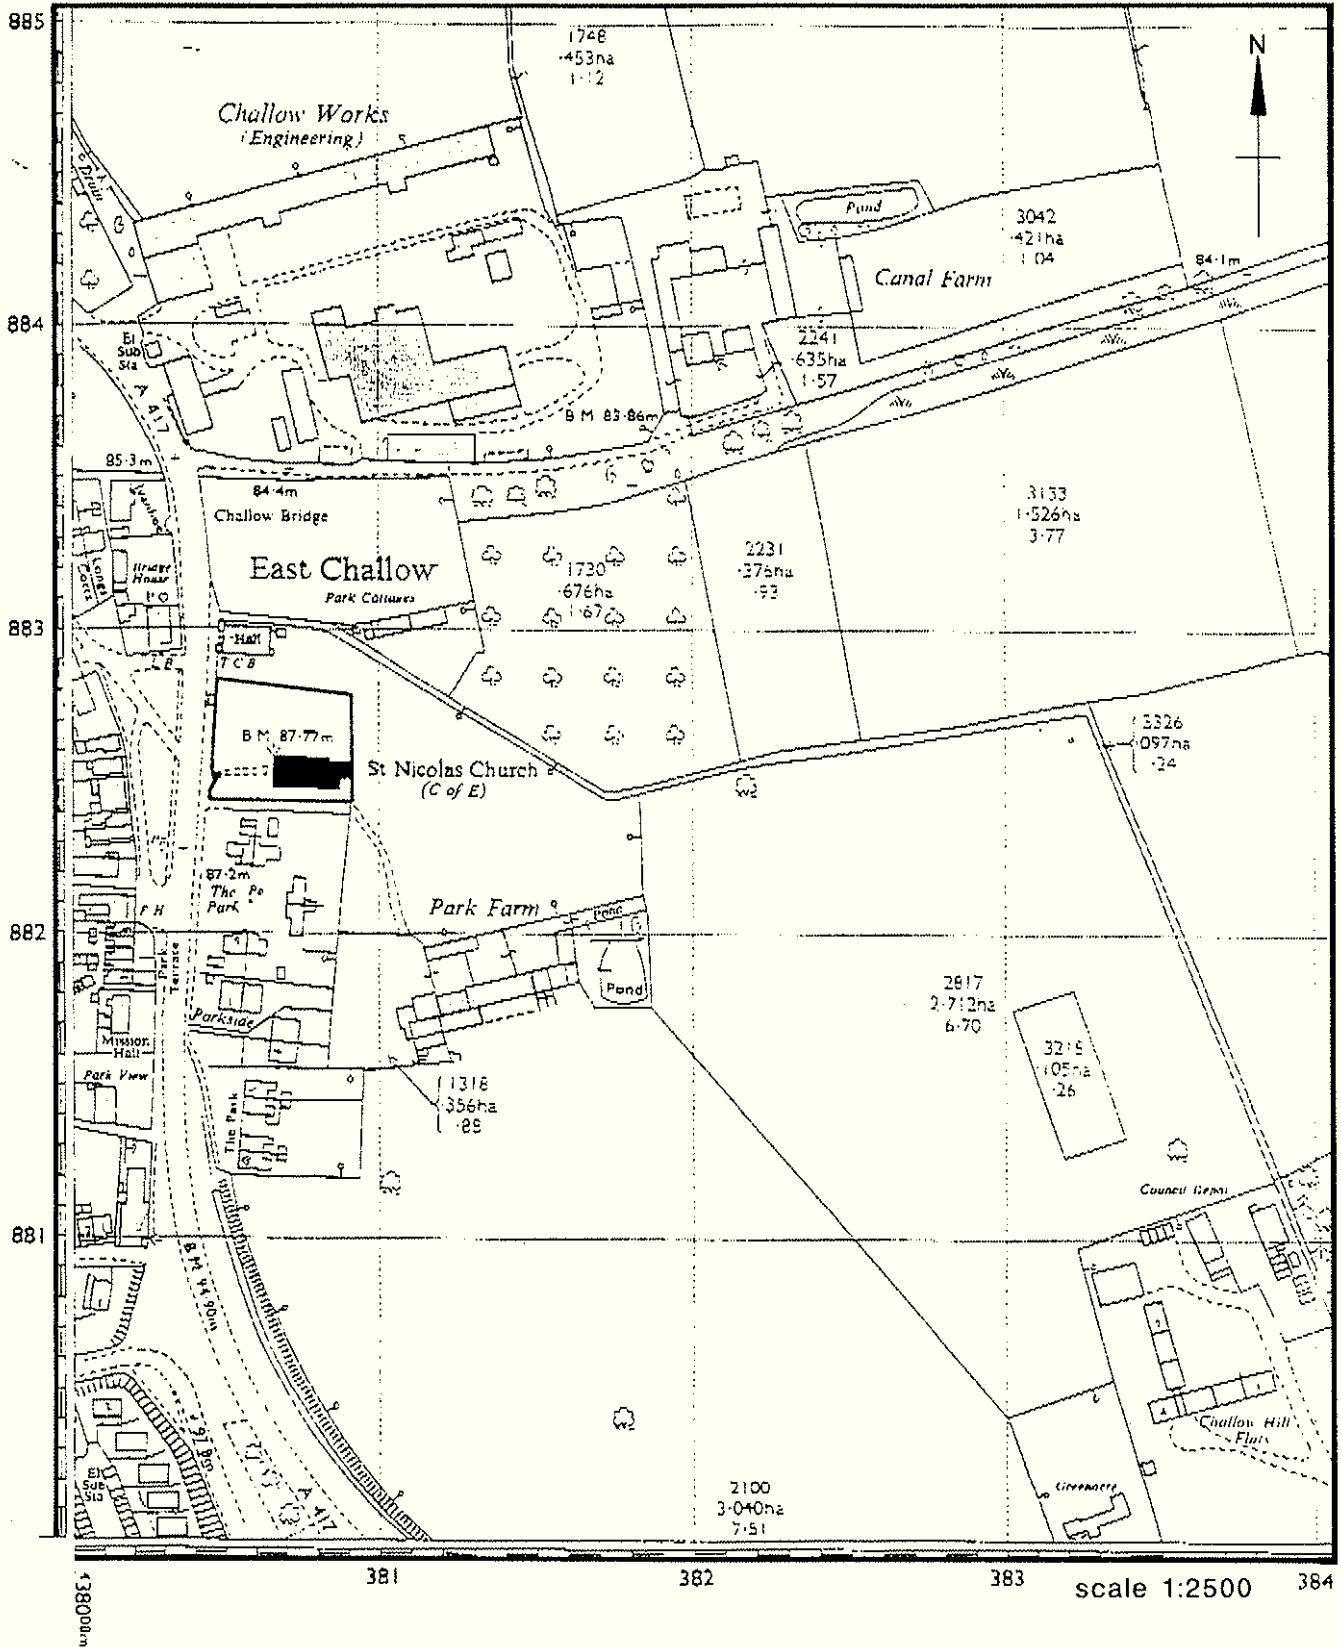 885
1748
·453ha
1·12
N
Challow Works
(Engineering)
Drain
Pond
3042
·421ha
1·04
84·1m
Canal Farm
884
El
Sub
Sta
2241
·635ha
1·57
A 417
B M 83·86m
85·3m
84·4m
Challow Bridge
3133
1·526ha
3·77
East Challow
Park Cottages
1730
·676ha
1·67
2231
·376ha
·93
Bridge
House
883
Hall
L B
T C B
B M 87·77m
St Nicolas Church
(C of E)
3326
·097ha
·24
87·2m
The
Park
F H
Park Farm
Pond
882
Park
Terrace
Pond
2817
2·712ha
6·70
Parkside
Mission
Hall
Park View
3215
·105ha
·26
1318
·356ha
·88
The Park
Council Depot
881
B M 94·90m
97·8m
Challow Hill
Flats
El
Sub
Sta
A 417
2100
3·040ha
7·51
Greenacre
381
382
383
scale 1:2500
384
438000m